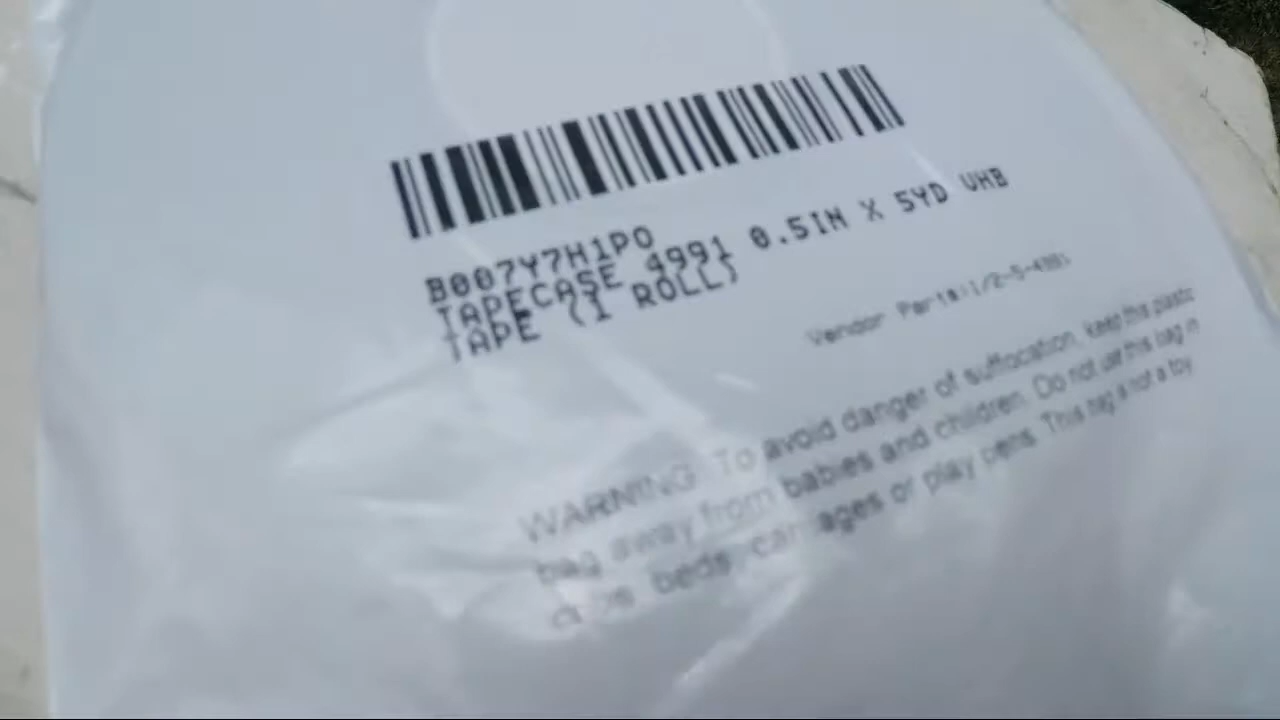 B007Y7H1PO
TAPECASE 4991 0.5IN X 5YD VHB
TAPE (1 ROLL)
Vendor Part#:1/2-5-4991
WARNING: To avoid danger of suffocation, keep this plastic
bag away from babies and children. Do not use this bag in
beds, carriages or play pens. This bag is not a toy